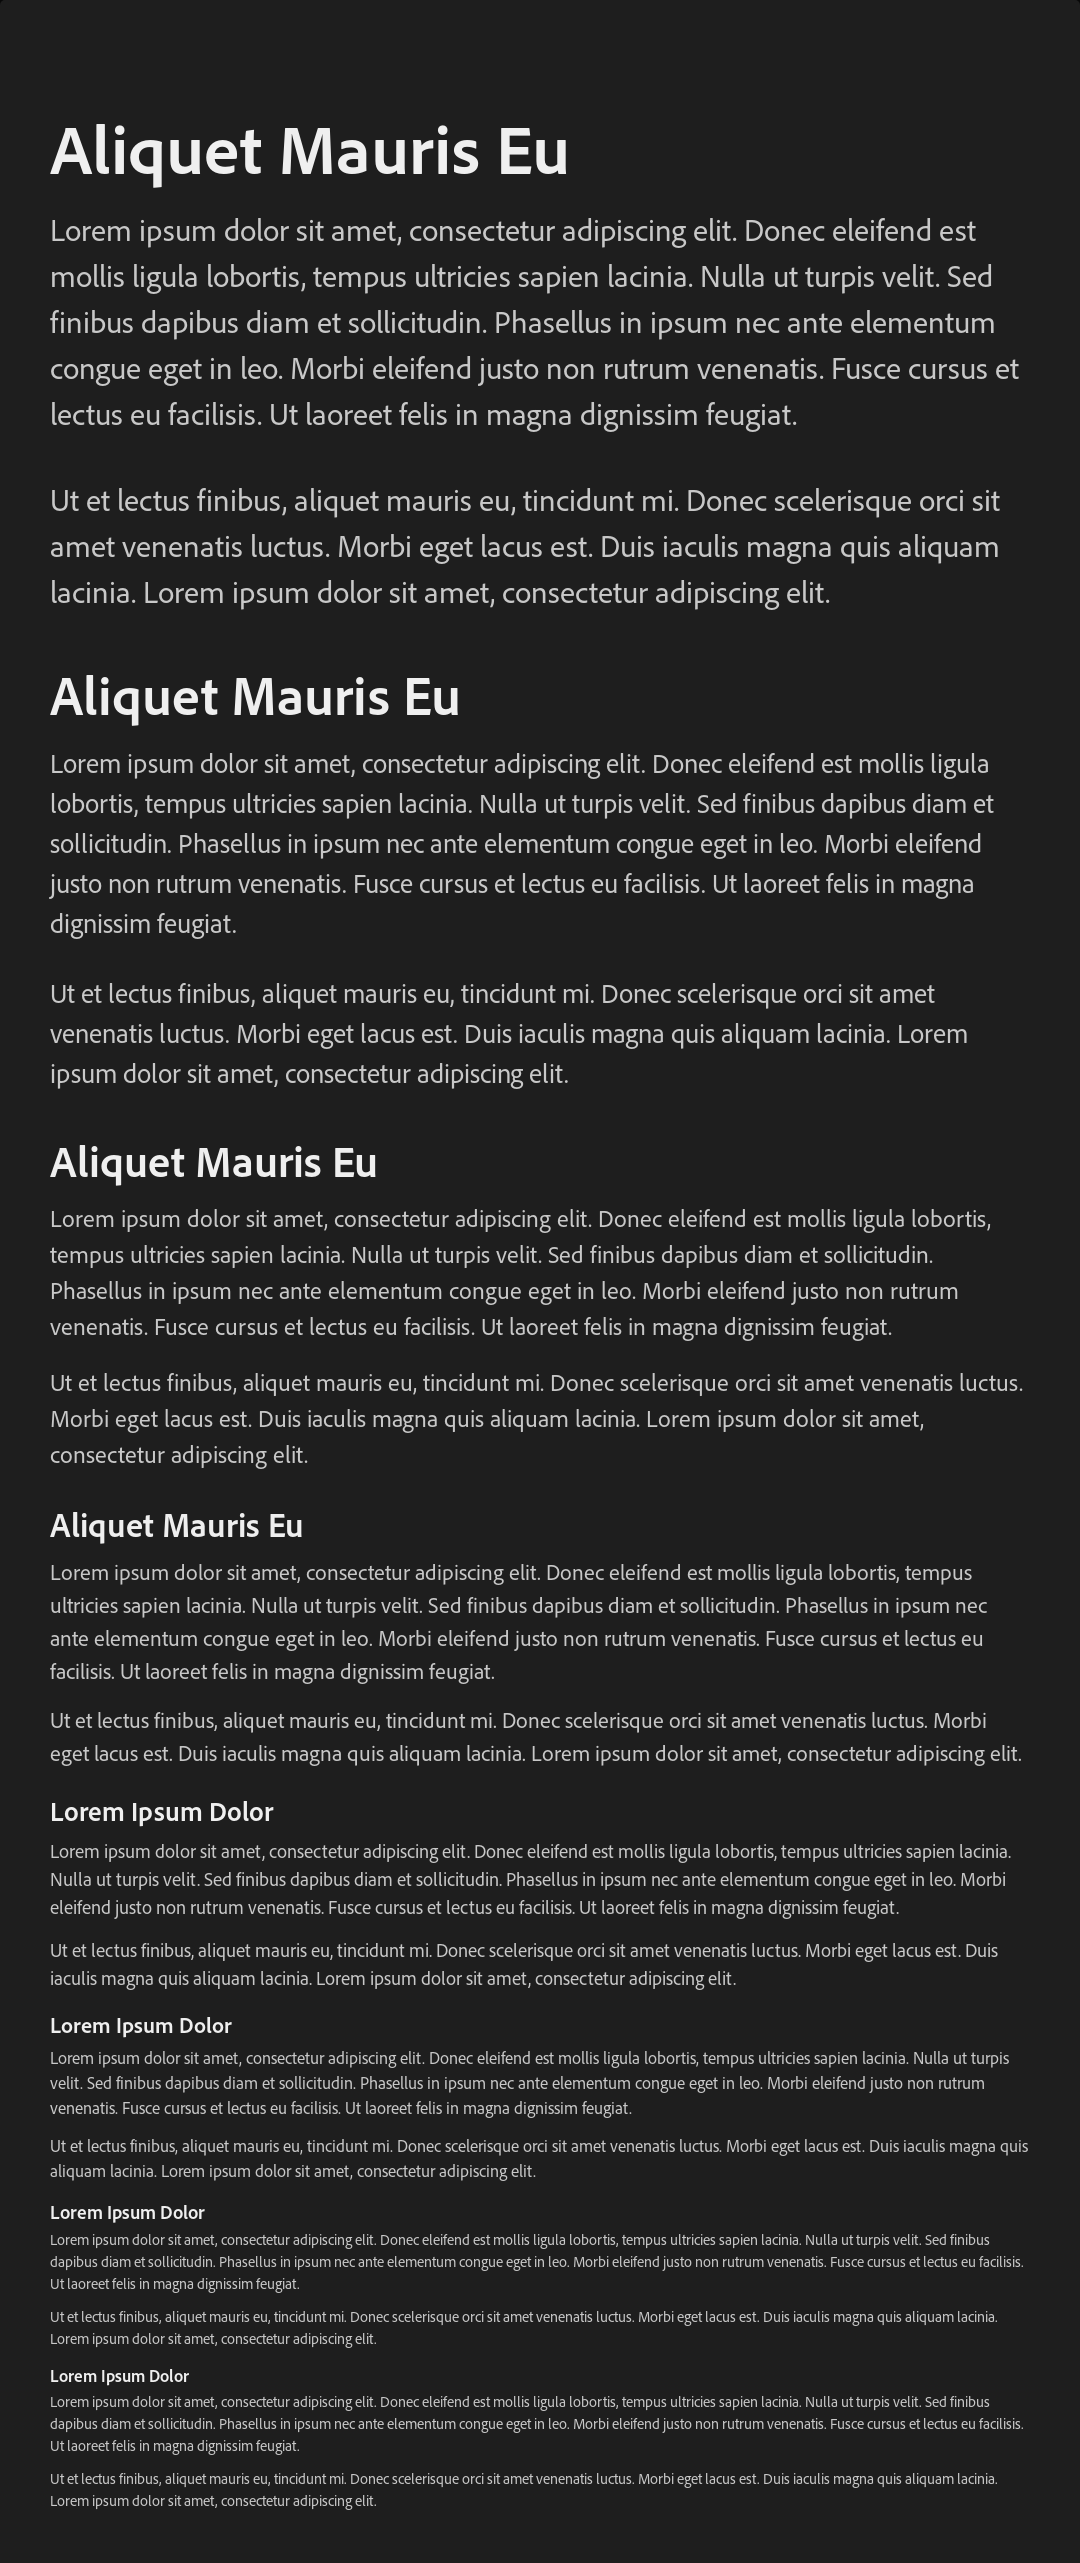 Aliquet Mauris Eu
Lorem ipsum dolor sit amet, consectetur adipiscing elit. Donec eleifend est
mollis ligula lobortis, tempus ultricies sapien lacinia. Nulla ut turpis velit. Sed
finibus dapibus diam et sollicitudin. Phasellus in ipsum nec ante elementum
congue eget in leo. Morbi eleifend justo non rutrum venenatis. Fusce cursus et
lectus eu facilisis. Ut laoreet felis in magna dignissim feugiat.
Ut et lectus finibus, aliquet mauris eu, tincidunt mi. Donec scelerisque orci sit
amet venenatis luctus. Morbi eget lacus est. Duis iaculis magna quis aliquam
lacinia. Lorem ipsum dolor sit amet, consectetur adipiscing elit.
Aliquet Mauris Eu
Lorem ipsum dolor sit amet, consectetur adipiscing elit. Donec eleifend est mollis ligula
lobortis, tempus ultricies sapien lacinia. Nulla ut turpis velit. Sed finibus dapibus diam et
sollicitudin. Phasellus in ipsum nec ante elementum congue eget in leo. Morbi eleifend
justo non rutrum venenatis. Fusce cursus et lectus eu facilisis. Ut laoreet felis in magna
dignissim feugiat.
Ut et lectus finibus, aliquet mauris eu, tincidunt mi. Donec scelerisque orci sit amet
venenatis luctus. Morbi eget lacus est. Duis iaculis magna quis aliquam lacinia. Lorem
ipsum dolor sit amet, consectetur adipiscing elit.
Aliquet Mauris Eu
Lorem ipsum dolor sit amet, consectetur adipiscing elit. Donec eleifend est mollis ligula lobortis,
tempus ultricies sapien lacinia. Nulla ut turpis velit. Sed finibus dapibus diam et sollicitudin.
Phasellus in ipsum nec ante elementum congue eget in leo. Morbi eleifend justo non rutrum
venenatis. Fusce cursus et lectus eu facilisis. Ut laoreet felis in magna dignissim feugiat.
Ut et lectus finibus, aliquet mauris eu, tincidunt mi. Donec scelerisque orci sit amet venenatis luctus.
Morbi eget lacus est. Duis iaculis magna quis aliquam lacinia. Lorem ipsum dolor sit amet,
consectetur adipiscing elit.
Aliquet Mauris Eu
Lorem ipsum dolor sit amet, consectetur adipiscing elit. Donec eleifend est mollis ligula lobortis, tempus
ultricies sapien lacinia. Nulla ut turpis velit. Sed finibus dapibus diam et sollicitudin. Phasellus in ipsum nec
ante elementum congue eget in leo. Morbi eleifend justo non rutrum venenatis. Fusce cursus et lectus eu
facilisis. Ut laoreet felis in magna dignissim feugiat.
Ut et lectus finibus, aliquet mauris eu, tincidunt mi. Donec scelerisque orci sit amet venenatis luctus. Morbi
eget lacus est. Duis iaculis magna quis aliquam lacinia. Lorem ipsum dolor sit amet, consectetur adipiscing elit.
Lorem Ipsum Dolor
Lorem ipsum dolor sit amet, consectetur adipiscing elit. Donec eleifend est mollis ligula lobortis, tempus ultricies sapien lacinia.
Nulla ut turpis velit. Sed finibus dapibus diam et sollicitudin. Phasellus in ipsum nec ante elementum congue eget in leo. Morbi
eleifend justo non rutrum venenatis. Fusce cursus et lectus eu facilisis. Ut laoreet felis in magna dignissim feugiat.
Ut et lectus finibus, aliquet mauris eu, tincidunt mi. Donec scelerisque orci sit amet venenatis luctus. Morbi eget lacus est. Duis
iaculis magna quis aliquam lacinia. Lorem ipsum dolor sit amet, consectetur adipiscing elit.
Lorem Ipsum Dolor
Lorem ipsum dolor sit amet, consectetur adipiscing elit. Donec eleifend est mollis ligula lobortis, tempus ultricies sapien lacinia. Nulla ut turpis
velit. Sed finibus dapibus diam et sollicitudin. Phasellus in ipsum nec ante elementum congue eget in leo. Morbi eleifend justo non rutrum
venenatis. Fusce cursus et lectus eu facilisis. Ut laoreet felis in magna dignissim feugiat.
Ut et lectus finibus, aliquet mauris eu, tincidunt mi. Donec scelerisque orci sit amet venenatis luctus. Morbi eget lacus est. Duis iaculis magna quis
aliquam lacinia. Lorem ipsum dolor sit amet, consectetur adipiscing elit.
Lorem Ipsum Dolor
Lorem ipsum dolor sit amet, consectetur adipiscing elit. Donec eleifend est mollis ligula lobortis, tempus ultricies sapien lacinia. Nulla ut turpis velit. Sed finibus
dapibus diam et sollicitudin. Phasellus in ipsum nec ante elementum congue eget in leo. Morbi eleifend justo non rutrum venenatis. Fusce cursus et lectus eu facilisis.
Ut laoreet felis in magna dignissim feugiat.
Ut et lectus finibus, aliquet mauris eu, tincidunt mi. Donec scelerisque orci sit amet venenatis luctus. Morbi eget lacus est. Duis iaculis magna quis aliquam lacinia.
Lorem ipsum dolor sit amet, consectetur adipiscing elit.
Lorem Ipsum Dolor
Lorem ipsum dolor sit amet, consectetur adipiscing elit. Donec eleifend est mollis ligula lobortis, tempus ultricies sapien lacinia. Nulla ut turpis velit. Sed finibus
dapibus diam et sollicitudin. Phasellus in ipsum nec ante elementum congue eget in leo. Morbi eleifend justo non rutrum venenatis. Fusce cursus et lectus eu facilisis.
Ut laoreet felis in magna dignissim feugiat.
Ut et lectus finibus, aliquet mauris eu, tincidunt mi. Donec scelerisque orci sit amet venenatis luctus. Morbi eget lacus est. Duis iaculis magna quis aliquam lacinia.
Lorem ipsum dolor sit amet, consectetur adipiscing elit.